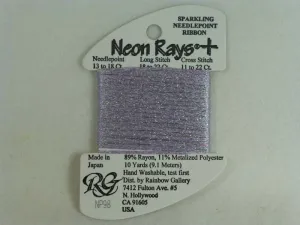 SPARKLING
NEEDLEPOINT
RIBBON
Neon Rays+
Needlepoint Long Stitch Cross Stitch
13 to 18 Ct. 18 to 22 Ct. 11 to 22 Ct.
Made in
Japan
89% Rayon, 11% Metalized Polyester
10 Yards (9.1 Meters)
Hand Washable, test first
Dist. by Rainbow Gallery
7412 Fulton Ave. #5
N. Hollywood
CA 91605
USA
RG
NP98